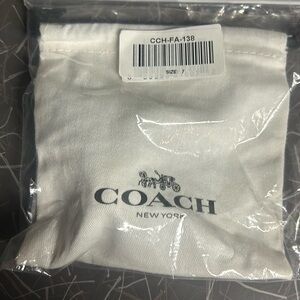 CCH-FA-138
SIZE: 7
COACH
NEW YORK